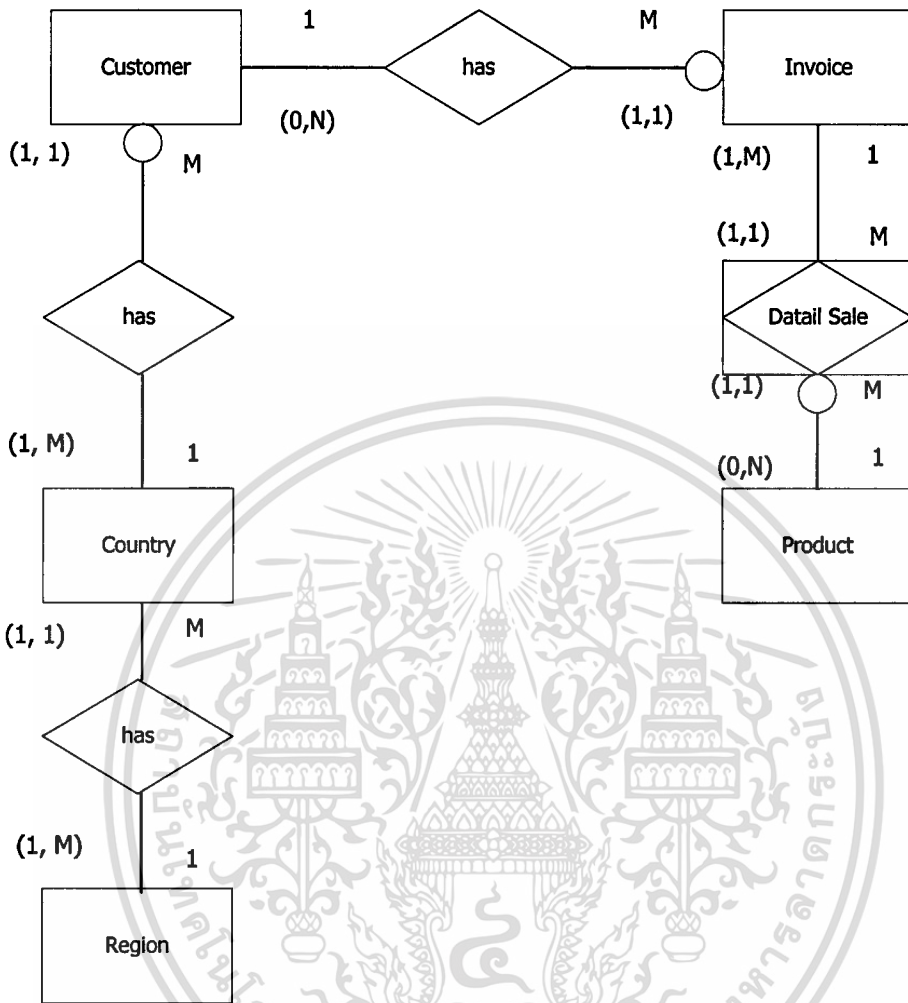 1 M
Customer has Invoice
(0,N) (1,1)
(1, 1) M (1,M) 1
(1,1) M
has Datail Sale
(1,1) M
(1, M) 1 (0,N) 1
Country Product
(1, 1) M
has
(1, M) 1
Region